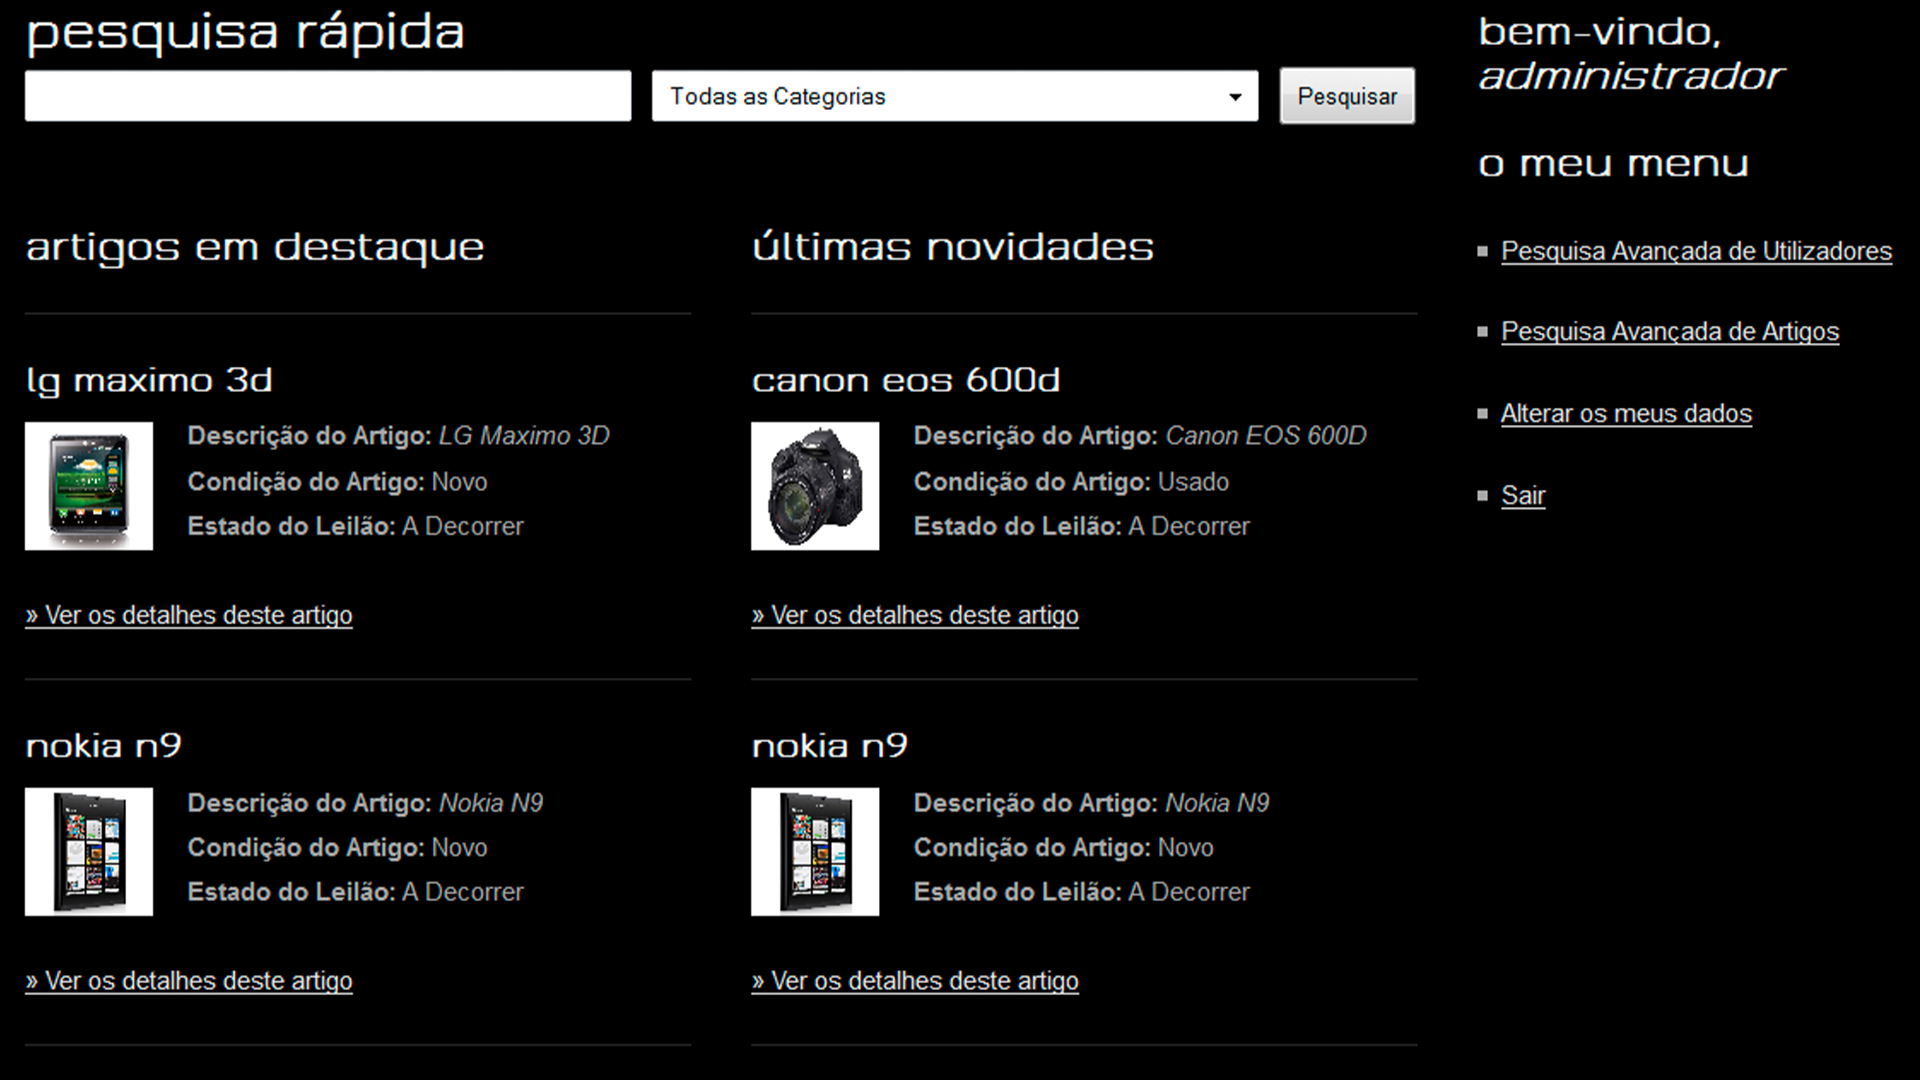 pesquisa rápida
Todas as Categorias
Pesquisar
artigos em destaque
lg maximo 3d
Descrição do Artigo: LG Maximo 3D
Condição do Artigo: Novo
Estado do Leilão: A Decorrer
» Ver os detalhes deste artigo
nokia n9
Descrição do Artigo: Nokia N9
Condição do Artigo: Novo
Estado do Leilão: A Decorrer
» Ver os detalhes deste artigo
últimas novidades
canon eos 600d
Descrição do Artigo: Canon EOS 600D
Condição do Artigo: Usado
Estado do Leilão: A Decorrer
» Ver os detalhes deste artigo
nokia n9
Descrição do Artigo: Nokia N9
Condição do Artigo: Novo
Estado do Leilão: A Decorrer
» Ver os detalhes deste artigo
bem-vindo,
administrador
o meu menu
Pesquisa Avançada de Utilizadores
Pesquisa Avançada de Artigos
Alterar os meus dados
Sair